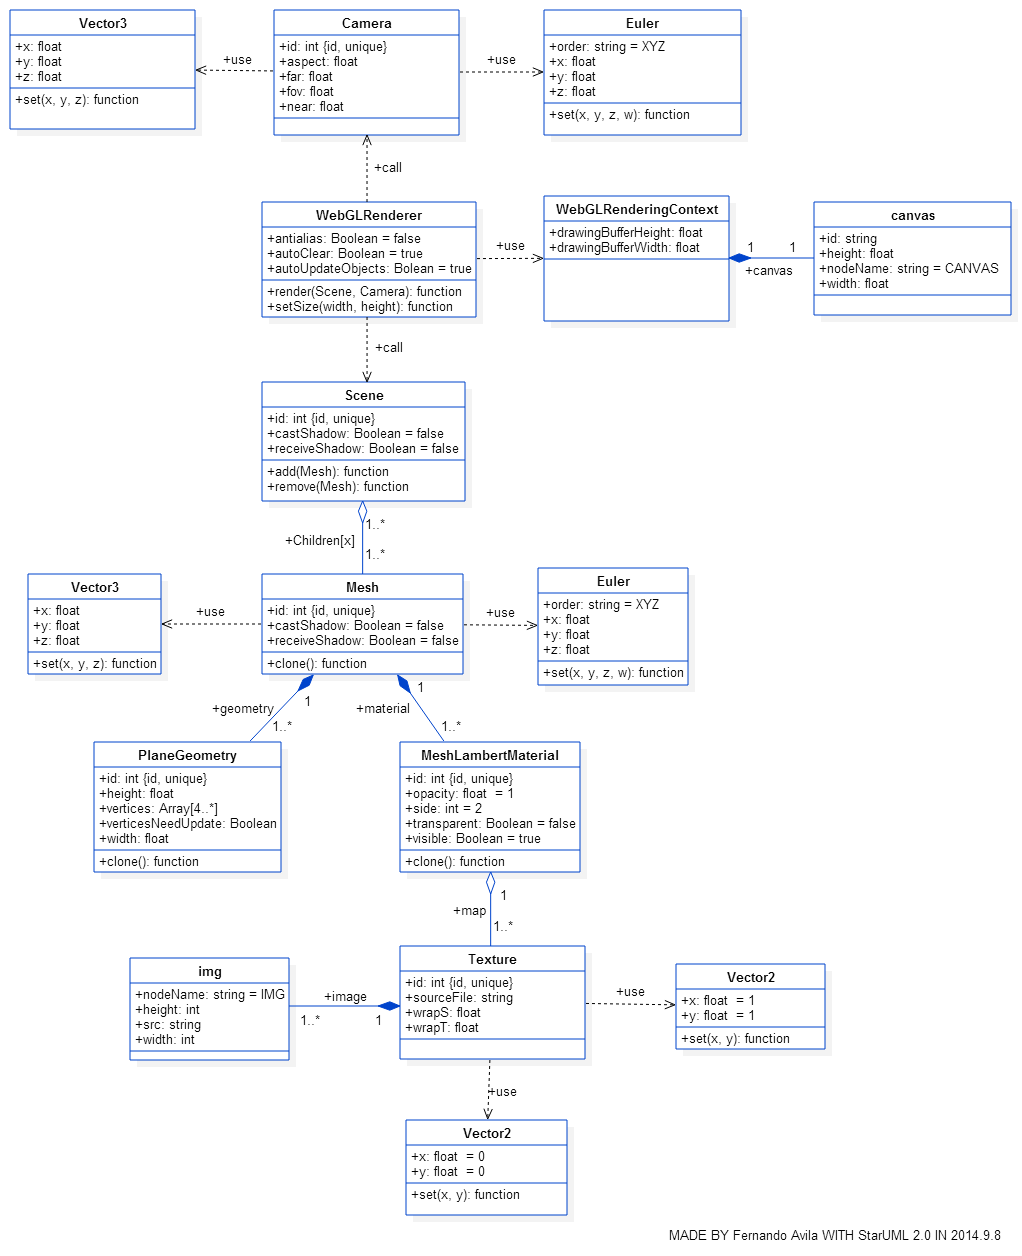 Vector3
+x: float
+y: float
+z: float
+set(x, y, z): function
+use
Camera
+id: int {id, unique}
+aspect: float
+far: float
+fov: float
+near: float
+use
Euler
+order: string = XYZ
+x: float
+y: float
+z: float
+set(x, y, z, w): function
+call
WebGLRenderer
+antialias: Boolean = false
+autoClear: Boolean = true
+autoUpdateObjects: Bolean = true
+render(Scene, Camera): function
+setSize(width, height): function
+use
WebGLRenderingContext
+drawingBufferHeight: float
+drawingBufferWidth: float
1
1
+canvas
canvas
+id: string
+height: float
+nodeName: string = CANVAS
+width: float
+call
Scene
+id: int {id, unique}
+castShadow: Boolean = false
+receiveShadow: Boolean = false
+add(Mesh): function
+remove(Mesh): function
1..*
+Children[x]
1..*
Vector3
+x: float
+y: float
+z: float
+set(x, y, z): function
+use
Mesh
+id: int {id, unique}
+castShadow: Boolean = false
+receiveShadow: Boolean = false
+clone(): function
+use
Euler
+order: string = XYZ
+x: float
+y: float
+z: float
+set(x, y, z, w): function
1
+geometry
1..*
1
+material
1..*
PlaneGeometry
+id: int {id, unique}
+height: float
+vertices: Array[4..*]
+verticesNeedUpdate: Boolean
+width: float
+clone(): function
MeshLambertMaterial
+id: int {id, unique}
+opacity: float  = 1
+side: int = 2
+transparent: Boolean = false
+visible: Boolean = true
+clone(): function
1
+map
1..*
img
+nodeName: string = IMG
+height: int
+src: string
+width: int
+image
1..*
1
Texture
+id: int {id, unique}
+sourceFile: string
+wrapS: float
+wrapT: float
+use
Vector2
+x: float  = 1
+y: float  = 1
+set(x, y): function
+use
Vector2
+x: float  = 0
+y: float  = 0
+set(x, y): function
MADE BY Fernando Avila WITH StarUML 2.0 IN 2014.9.8